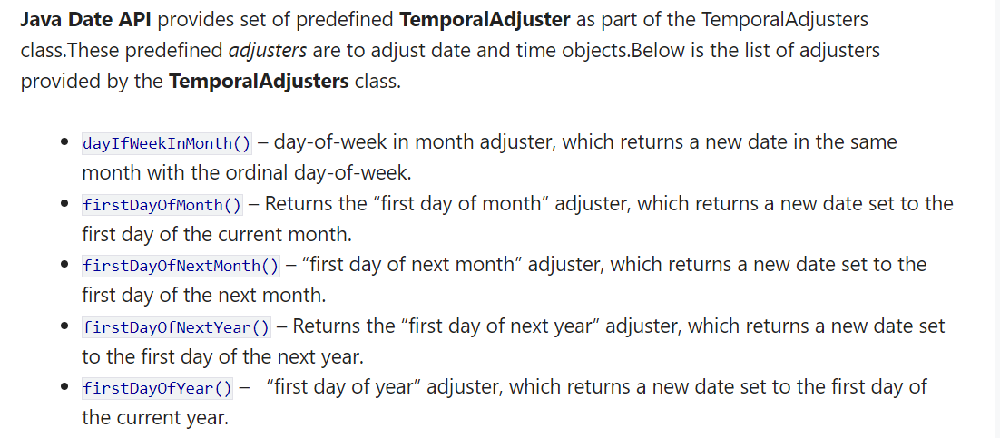 Java Date API provides set of predefined TemporalAdjuster as part of the TemporalAdjusters
class.These predefined adjusters are to adjust date and time objects.Below is the list of adjusters
provided by the TemporalAdjusters class.
• dayIfWeekInMonth() – day-of-week in month adjuster, which returns a new date in the same
month with the ordinal day-of-week.
• firstDayOfMonth() – Returns the “first day of month” adjuster, which returns a new date set to the
first day of the current month.
• firstDayOfNextMonth() – “first day of next month” adjuster, which returns a new date set to the
first day of the next month.
• firstDayOfNextYear() – Returns the “first day of next year” adjuster, which returns a new date set
to the first day of the next year.
• firstDayOfYear() – “first day of year” adjuster, which returns a new date set to the first day of
the current year.